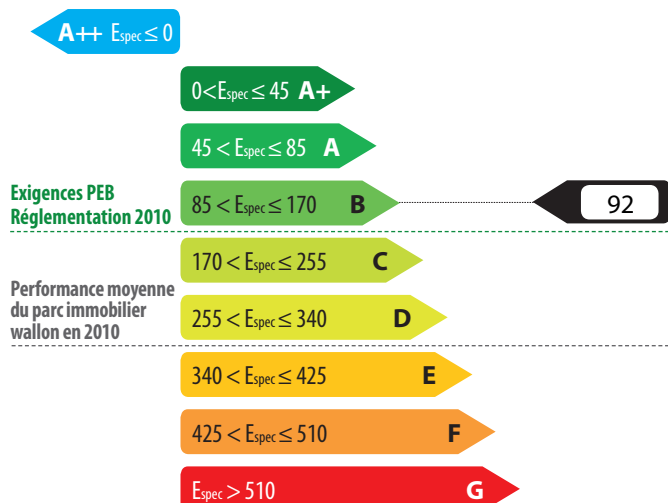 A++ Espec ≤ 0
0<Espec ≤ 45 A+
45 < Espec ≤ 85 A
Exigences PEB
Réglementation 2010
85 < Espec ≤ 170 B
92
170 < Espec ≤ 255 C
Performance moyenne
du parc immobilier
wallon en 2010
255 < Espec ≤ 340 D
340 < Espec ≤ 425 E
425 < Espec ≤ 510 F
Espec > 510 G